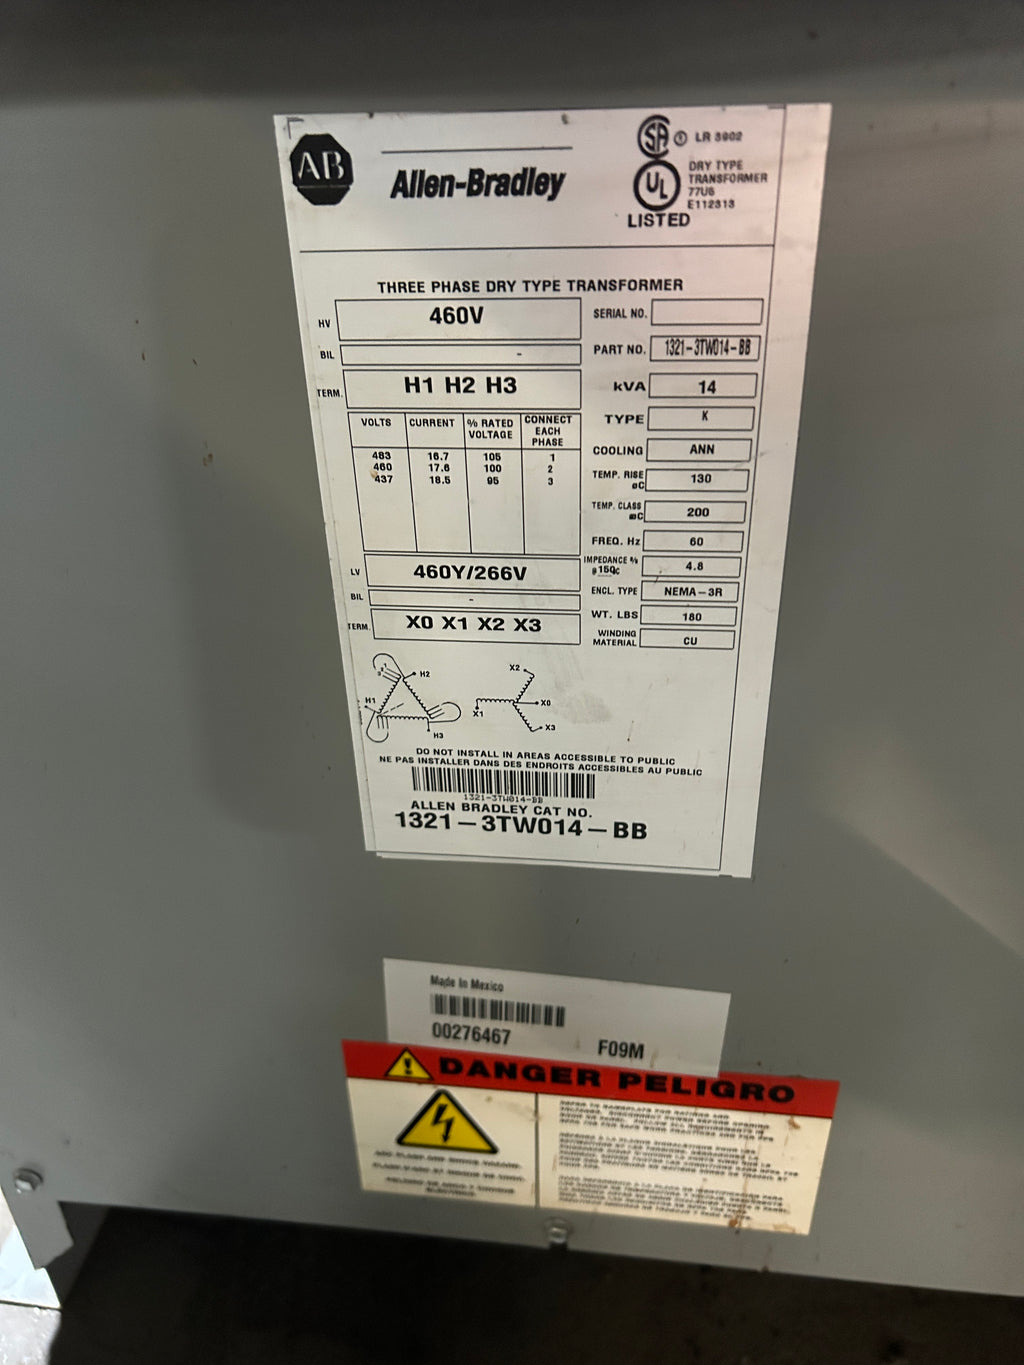 AB
Allen-Bradley
SA
LR 3902
UL
LISTED
DRY TYPE
TRANSFORMER
77U6
E112313
THREE PHASE DRY TYPE TRANSFORMER
HV 460V
BIL -
TERM. H1 H2 H3
VOLTS CURRENT % RATED VOLTAGE CONNECT EACH PHASE
483 16.7 105 1
460 17.6 100 2
437 18.5 95 3
LV 460Y/266V
BIL -
TERM. X0 X1 X2 X3
SERIAL NO.
PART NO. 1321-3TW014-BB
kVA 14
TYPE K
COOLING ANN
TEMP. RISE øC 130
TEMP. CLASS øC 200
FREQ. Hz 60
IMPEDANCE % @ 150C 4.8
ENCL. TYPE NEMA-3R
WT. LBS 180
WINDING MATERIAL CU
H2
H1
H3
X2
X0
X1
X3
DO NOT INSTALL IN AREAS ACCESSIBLE TO PUBLIC
NE PAS INSTALLER DANS DES ENDROITS ACCESSIBLES AU PUBLIC
1321-3TW014-BB
ALLEN BRADLEY CAT NO.
1321-3TW014-BB
Made In Mexico
00276467
F09M
DANGER PELIGRO